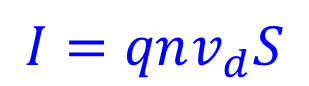 I = qnv_dS